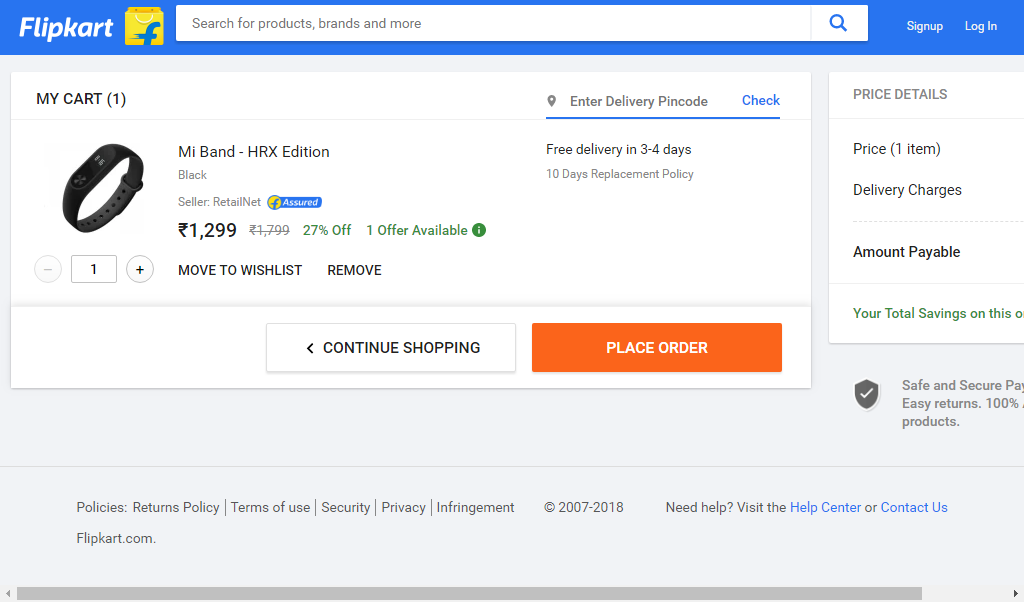 Flipkart
Search for products, brands and more
Signup
Log In
MY CART (1)
Enter Delivery Pincode
Check
Mi Band - HRX Edition
Black
Seller: RetailNet
Assured
₹1,299 ₹1,799 27% Off 1 Offer Available
Free delivery in 3-4 days
10 Days Replacement Policy
− 1 +
MOVE TO WISHLIST
REMOVE
CONTINUE SHOPPING
PLACE ORDER
PRICE DETAILS
Price (1 item)
Delivery Charges
Amount Payable
Your Total Savings on this
Safe and Secure
Easy returns. 100%
products.
Policies: Returns Policy | Terms of use | Security | Privacy | Infringement
© 2007-2018
Flipkart.com.
Need help? Visit the Help Center or Contact Us